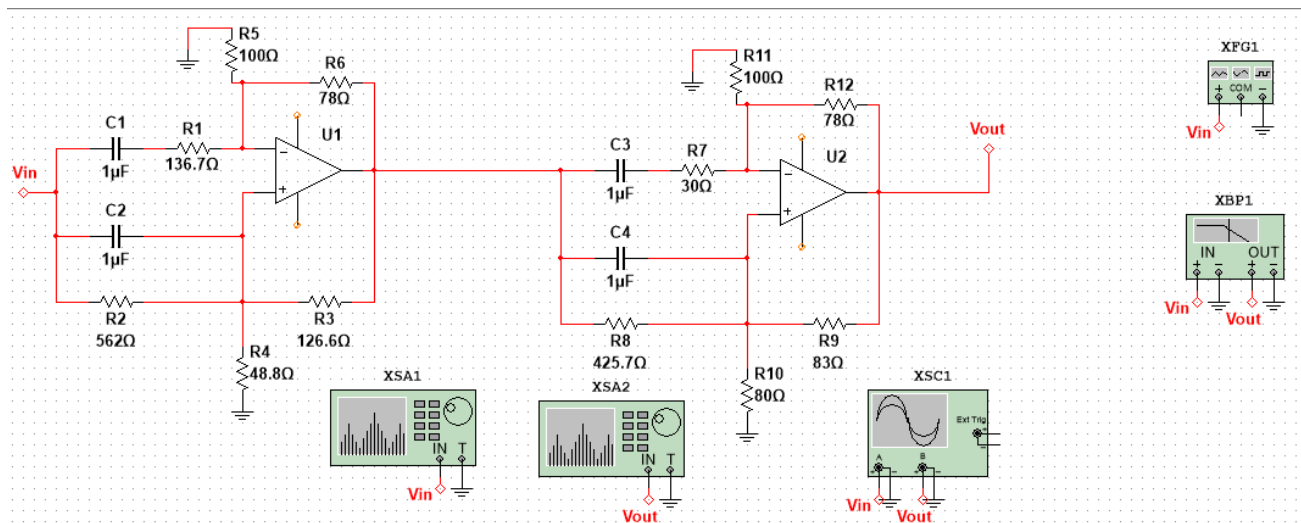 R5
100Ω
R6
78Ω
C1
1µF
R1
136.7Ω
U1
Vin
C2
1µF
R2
562Ω
R3
126.6Ω
R4
48.8Ω
R11
100Ω
R12
78Ω
Vout
C3
1µF
R7
30Ω
U2
C4
1µF
R8
425.7Ω
R9
83Ω
R10
80Ω
XFG1
COM
Vin
XBP1
IN OUT
Vin
Vout
XSA1
IN T
Vin
XSA2
IN T
Vout
XSC1
Ext Trig
A B
Vin
Vout